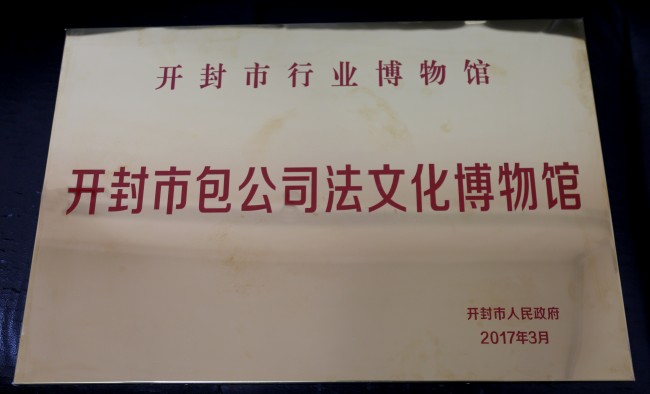 开封市行业博物馆
开封市包公司法文化博物馆
开封市人民政府
2017年3月